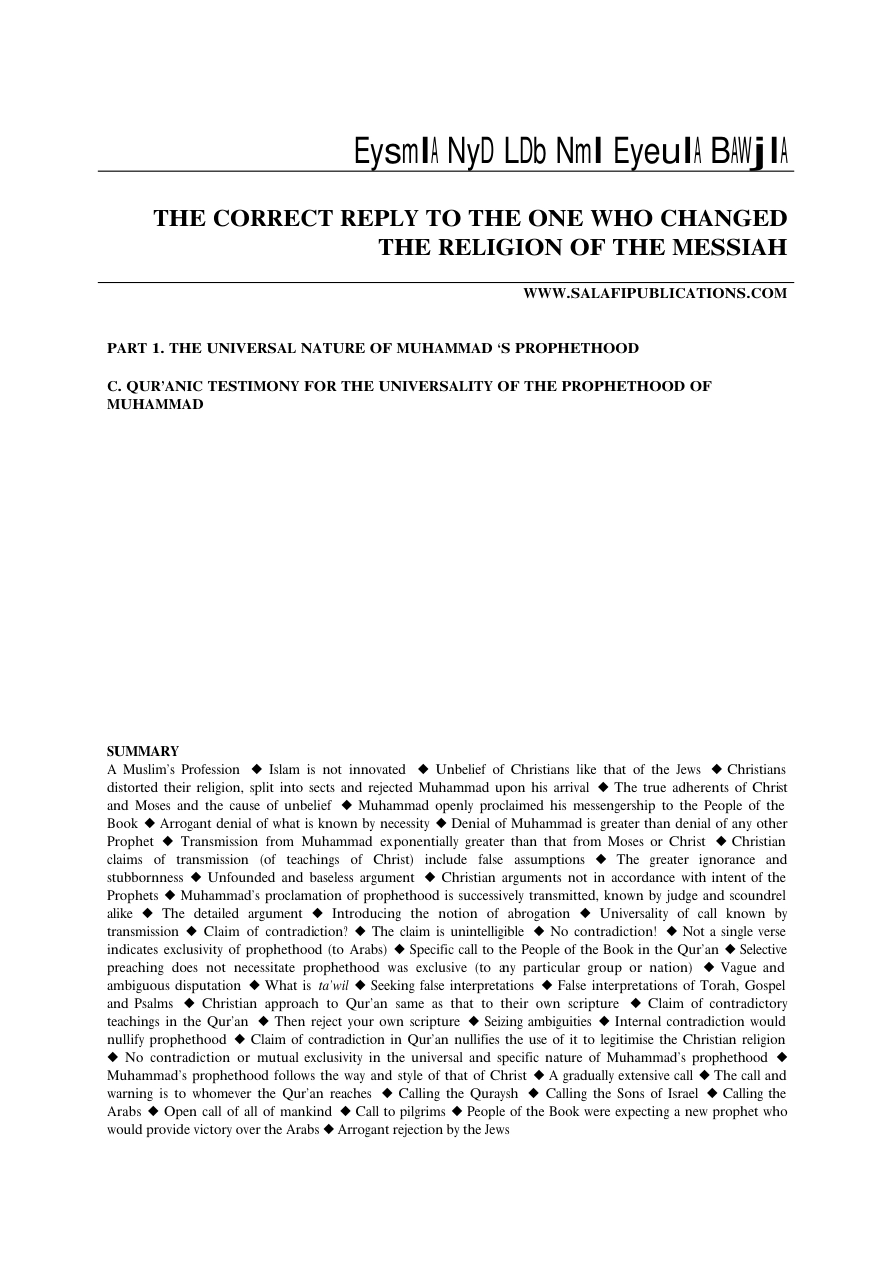 EysmlA NyD LDb Nml EyeulA BAWjlA
THE CORRECT REPLY TO THE ONE WHO CHANGED
THE RELIGION OF THE MESSIAH
WWW.SALAFIPUBLICATIONS.COM
PART 1. THE UNIVERSAL NATURE OF MUHAMMAD ‘S PROPHETHOOD
C. QUR’ANIC TESTIMONY FOR THE UNIVERSALITY OF THE PROPHETHOOD OF
MUHAMMAD
SUMMARY
A Muslim’s Profession ◆ Islam is not innovated ◆ Unbelief of Christians like that of the Jews ◆ Christians
distorted their religion, split into sects and rejected Muhammad upon his arrival ◆ The true adherents of Christ
and Moses and the cause of unbelief ◆ Muhammad openly proclaimed his messengership to the People of the
Book ◆ Arrogant denial of what is known by necessity ◆ Denial of Muhammad is greater than denial of any other
Prophet ◆ Transmission from Muhammad exponentially greater than that from Moses or Christ ◆ Christian
claims of transmission (of teachings of Christ) include false assumptions ◆ The greater ignorance and
stubbornness ◆ Unfounded and baseless argument ◆ Christian arguments not in accordance with intent of the
Prophets ◆ Muhammad’s proclamation of prophethood is successively transmitted, known by judge and scoundrel
alike ◆ The detailed argument ◆ Introducing the notion of abrogation ◆ Universality of call known by
transmission ◆ Claim of contradiction? ◆ The claim is unintelligible ◆ No contradiction! ◆ Not a single verse
indicates exclusivity of prophethood (to Arabs) ◆ Specific call to the People of the Book in the Qur’an ◆ Selective
preaching does not necessitate prophethood was exclusive (to any particular group or nation) ◆ Vague and
ambiguous disputation ◆ What is ta’wil ◆ Seeking false interpretations ◆ False interpretations of Torah, Gospel
and Psalms ◆ Christian approach to Qur’an same as that to their own scripture ◆ Claim of contradictory
teachings in the Qur’an ◆ Then reject your own scripture ◆ Seizing ambiguities ◆ Internal contradiction would
nullify prophethood ◆ Claim of contradiction in Qur’an nullifies the use of it to legitimise the Christian religion
◆ No contradiction or mutual exclusivity in the universal and specific nature of Muhammad’s prophethood ◆
Muhammad’s prophethood follows the way and style of that of Christ ◆ A gradually extensive call ◆ The call and
warning is to whomever the Qur’an reaches ◆ Calling the Quraysh ◆ Calling the Sons of Israel ◆ Calling the
Arabs ◆ Open call of all of mankind ◆ Call to pilgrims ◆ People of the Book were expecting a new prophet who
would provide victory over the Arabs ◆ Arrogant rejection by the Jews